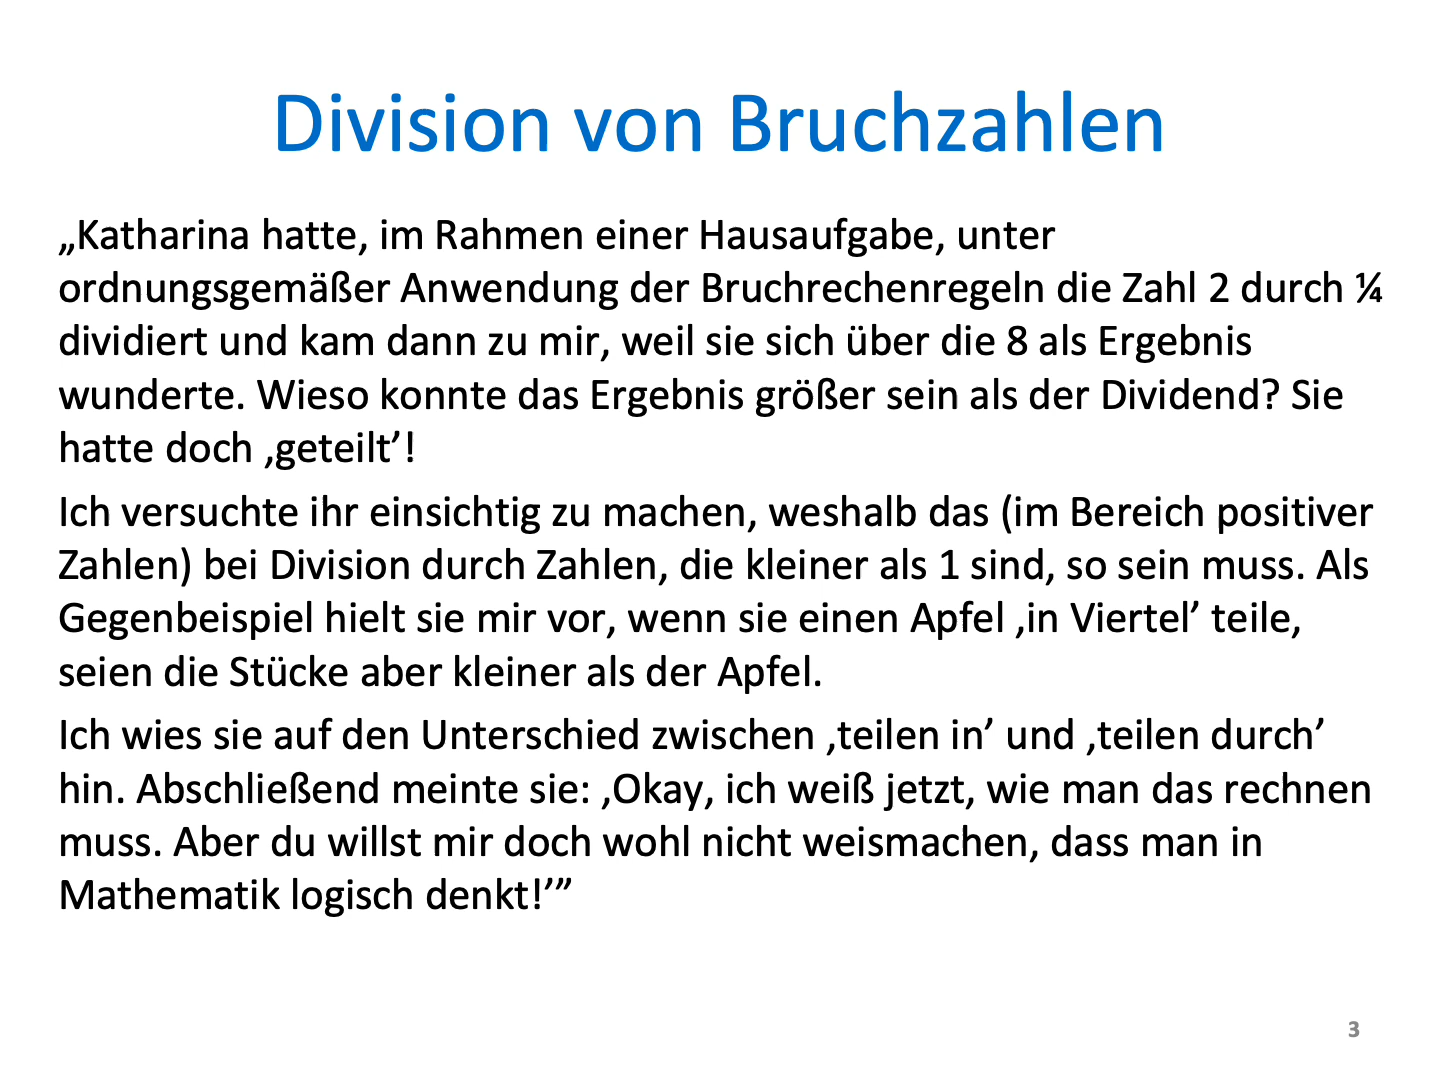 Division von Bruchzahlen
„Katharina hatte, im Rahmen einer Hausaufgabe, unter
ordnungsgemäßer Anwendung der Bruchrechenregeln die Zahl 2 durch ¼
dividiert und kam dann zu mir, weil sie sich über die 8 als Ergebnis
wunderte. Wieso konnte das Ergebnis größer sein als der Dividend? Sie
hatte doch ‚geteilt’!
Ich versuchte ihr einsichtig zu machen, weshalb das (im Bereich positiver
Zahlen) bei Division durch Zahlen, die kleiner als 1 sind, so sein muss. Als
Gegenbeispiel hielt sie mir vor, wenn sie einen Apfel ‚in Viertel’ teile,
seien die Stücke aber kleiner als der Apfel.
Ich wies sie auf den Unterschied zwischen ‚teilen in’ und ‚teilen durch’
hin. Abschließend meinte sie: ‚Okay, ich weiß jetzt, wie man das rechnen
muss. Aber du willst mir doch wohl nicht weismachen, dass man in
Mathematik logisch denkt!’”
3